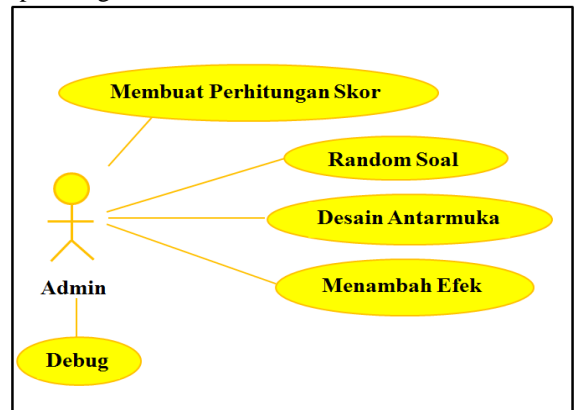 Membuat Perhitungan Skor
Random Soal
Desain Antarmuka
Menambah Efek
Admin
Debug